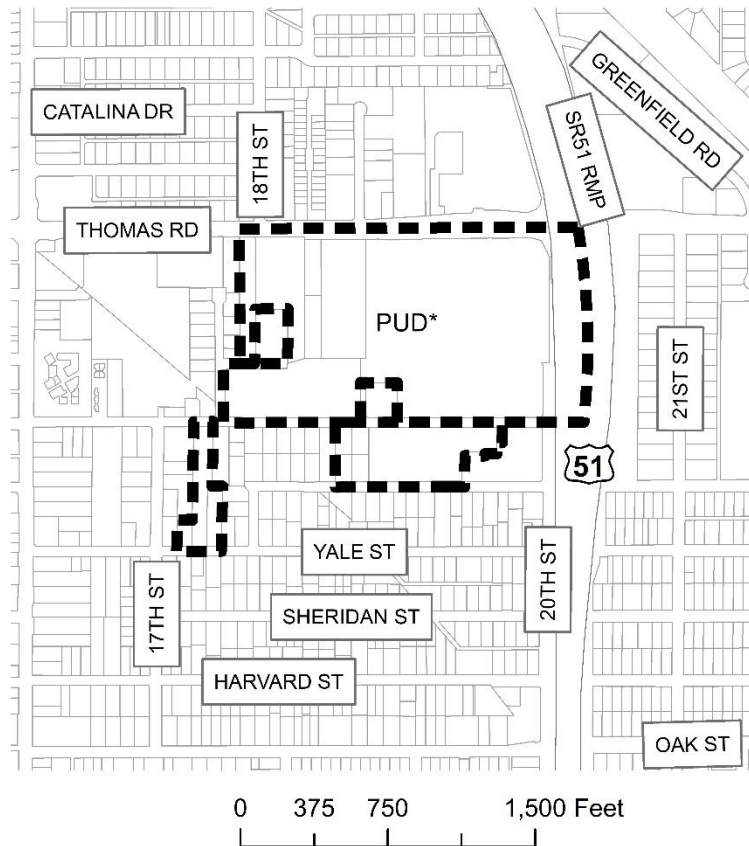 GREENFIELD RD
CATALINA DR
18TH ST
SR51 RMP
THOMAS RD
PUD*
21ST ST
51
YALE ST
17TH ST
20TH ST
SHERIDAN ST
HARVARD ST
OAK ST
0 375 750 1,500 Feet